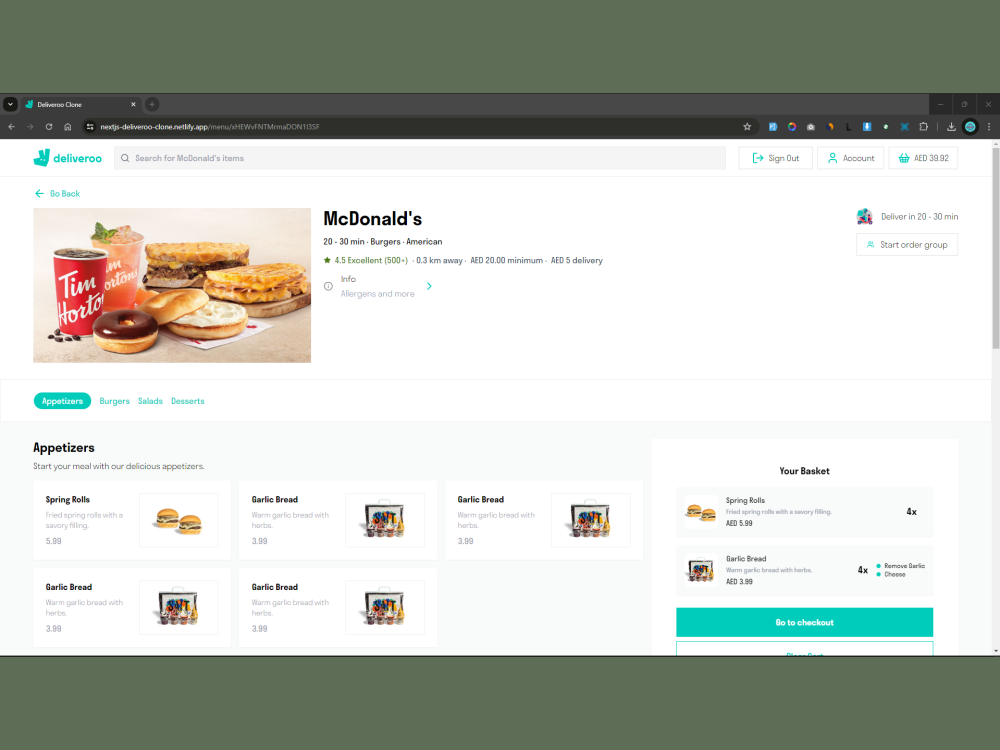 Deliveroo Clone
nextjs-deliveroo-clone.netlify.app/menu/xHEWvFNTMrmaDON1I3SF
deliveroo
Search for McDonald's items
Sign Out
Account
AED 39.92
Go Back
Tim
Horto
im
ortons
McDonald's
20 - 30 min · Burgers · American
4.5 Excellent (500+) · 0.3 km away · AED 20.00 minimum · AED 5 delivery
Info
Allergens and more
Deliver in 20 - 30 min
Start order group
Appetizers Burgers Salads Desserts
Appetizers
Start your meal with our delicious appetizers.
Spring Rolls
Fried spring rolls with a
savory filling.
5.99
Garlic Bread
Warm garlic bread with
herbs.
3.99
Garlic Bread
Warm garlic bread with
herbs.
3.99
Garlic Bread
Warm garlic bread with
herbs.
3.99
Garlic Bread
Warm garlic bread with
herbs.
3.99
Your Basket
Spring Rolls
Fried spring rolls with a savory filling.
AED 5.99
4x
Garlic Bread
Warm garlic bread with herbs.
AED 3.99
4x
Remove Garlic
Cheese
Go to checkout